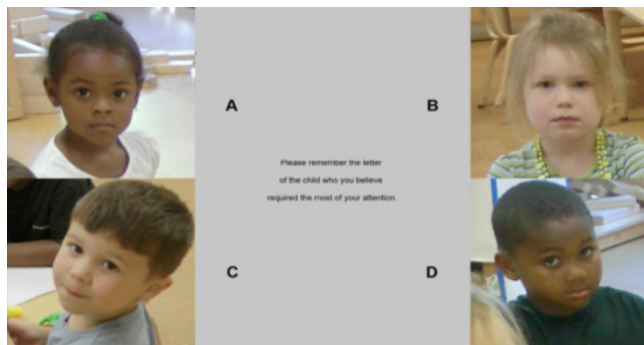 A
B
Please remember the letter
of the child who you believe
required the most of your attention.
C
D